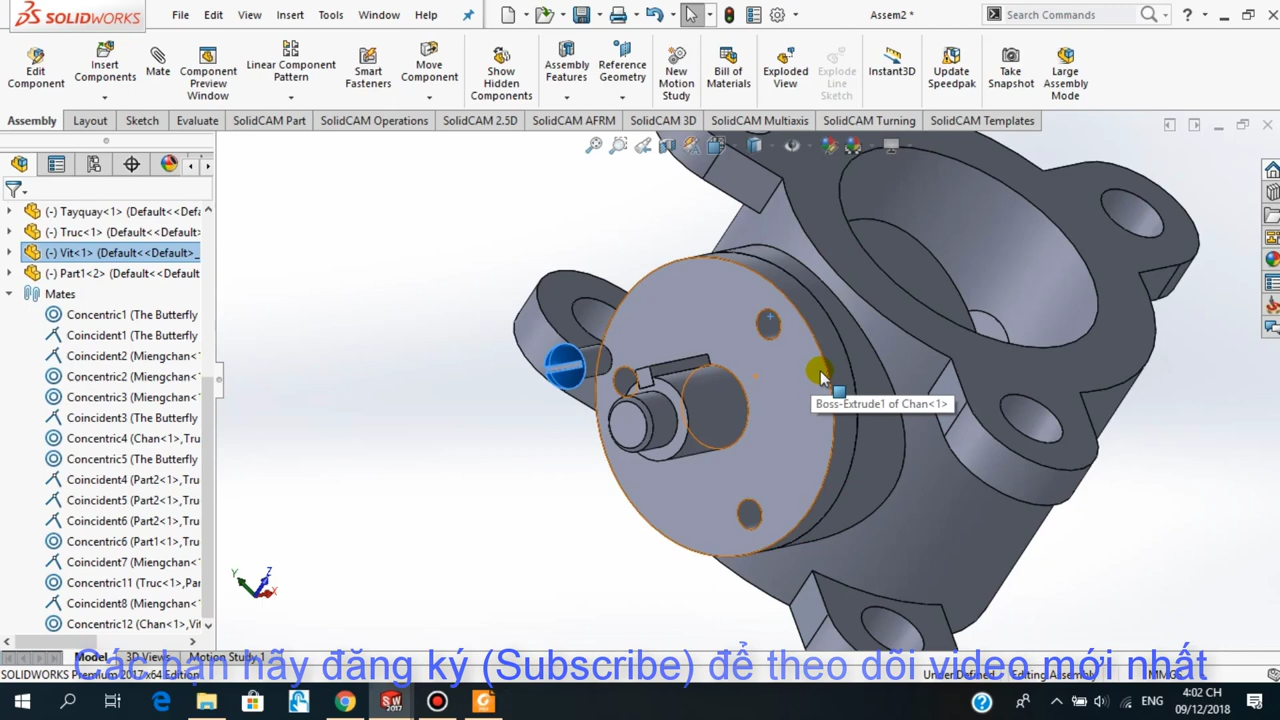 SOLIDWORKS
File Edit View Insert Tools Window Help
Assem2 *
Search Commands
Edit Component
Insert Components
Mate
Component Preview Window
Linear Component Pattern
Smart Fasteners
Move Component
Show Hidden Components
Assembly Features
Reference Geometry
New Motion Study
Bill of Materials
Exploded View
Explode Line Sketch
Instant3D
Update Speedpak
Take Snapshot
Large Assembly Mode
Assembly Layout Sketch Evaluate SolidCAM Part SolidCAM Operations SolidCAM 2.5D SolidCAM AFRM SolidCAM 3D SolidCAM Multiaxis SolidCAM Turning SolidCAM Templates
(-) Tayquay<1> (Default<<Defa
(-) Truc<1> (Default<<Default>
(-) Vit<1> (Default<<Default>_
(-) Part1<2> (Default<<Default
Mates
Concentric1 (The Butterfly
Coincident1 (The Butterfly
Coincident2 (Miengchan<
Concentric2 (Miengchan<
Coincident3 (The Butterfly
Concentric3 (The Butterfly
Concentric4 (Chan<1>,Tru
Concentric5 (The Butterfly
Coincident4 (Part2<1>,Tru
Coincident5 (Part2<1>,Tru
Coincident6 (Part2<1>,Tru
Concentric6 (Part1<1>,Tru
Coincident7 (Miengchan<
Concentric11 (Truc<1>,Par
Coincident8 (Miengchan<
Concentric12 (Chan<1>,Vit
Boss-Extrude1 of Chan<1>
Y Z X
Model 3D Views Motion Study 1
Các bạn hãy đăng ký (Subscribe) để theo dõi video mới nhất
SOLIDWORKS Premium 2017 x64 Edition
Under Defined Editing Assembly MMGS
ENG
4:02 CH
09/12/2018